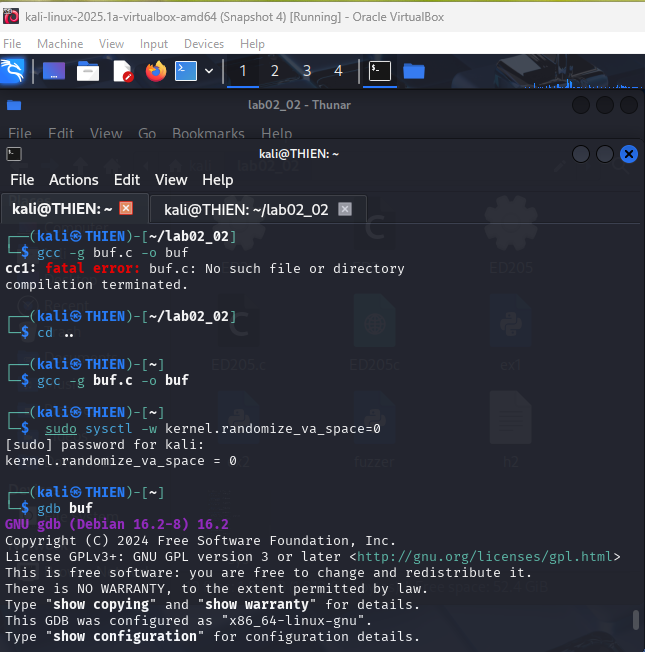 kali-linux-2025.1a-virtualbox-amd64 (Snapshot 4) [Running] - Oracle VirtualBox
File Machine View Input Devices Help
1 2 3 4
lab02_02 - Thunar
File Edit View Go Bookmarks Help
kali@THIEN: ~
File Actions Edit View Help
kali@THIEN: ~ kali@THIEN: ~/lab02_02
┌──(kali㉿THIEN)-[~/lab02_02]
└─$ gcc -g buf.c -o buf
cc1: fatal error: buf.c: No such file or directory
compilation terminated.
┌──(kali㉿THIEN)-[~/lab02_02]
└─$ cd ..
┌──(kali㉿THIEN)-[~]
└─$ gcc -g buf.c -o buf
┌──(kali㉿THIEN)-[~]
└─$ sudo sysctl -w kernel.randomize_va_space=0
[sudo] password for kali:
kernel.randomize_va_space = 0
┌──(kali㉿THIEN)-[~]
└─$ gdb buf
GNU gdb (Debian 16.2-8) 16.2
Copyright (C) 2024 Free Software Foundation, Inc.
License GPLv3+: GNU GPL version 3 or later <http://gnu.org/licenses/gpl.html>
This is free software: you are free to change and redistribute it.
There is NO WARRANTY, to the extent permitted by law.
Type "show copying" and "show warranty" for details.
This GDB was configured as "x86_64-linux-gnu".
Type "show configuration" for configuration details.
ED205
ED205.c
ED205c
ex1
fuzzer
h2